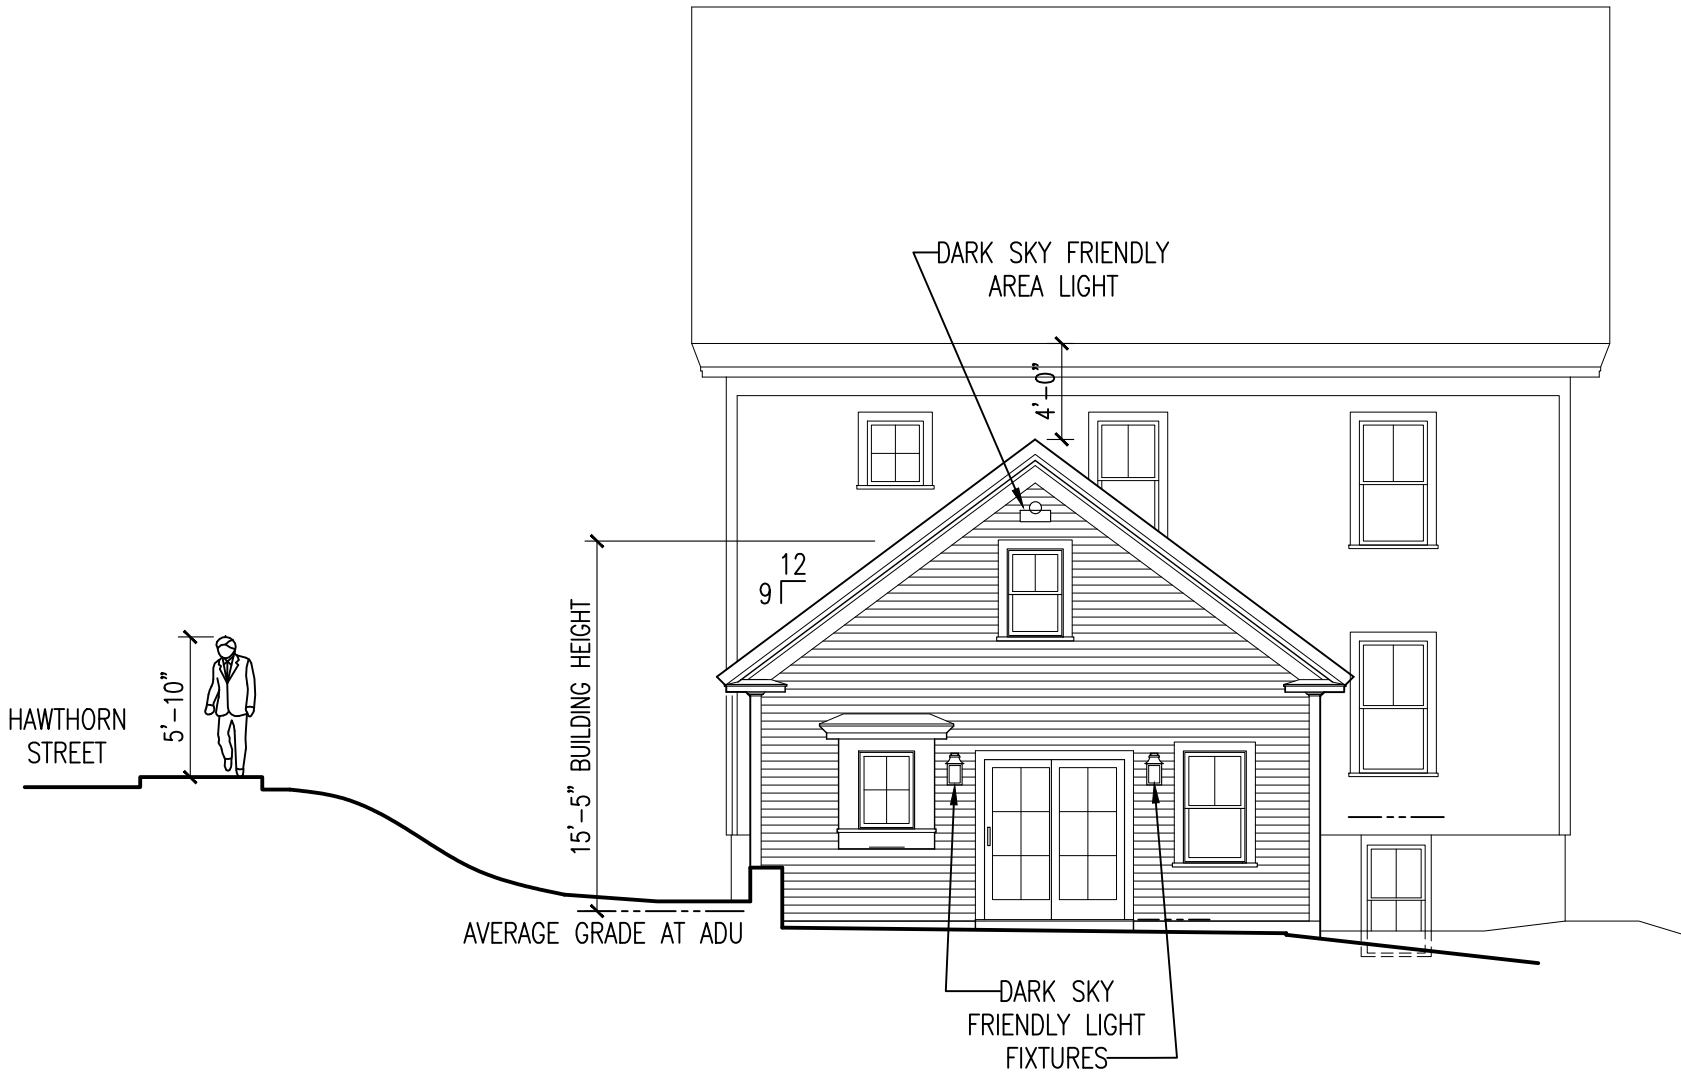 DARK SKY FRIENDLY
AREA LIGHT
4'-0"
12
9
15'-5" BUILDING HEIGHT
5'-10"
HAWTHORN
STREET
AVERAGE GRADE AT ADU
DARK SKY
FRIENDLY LIGHT
FIXTURES